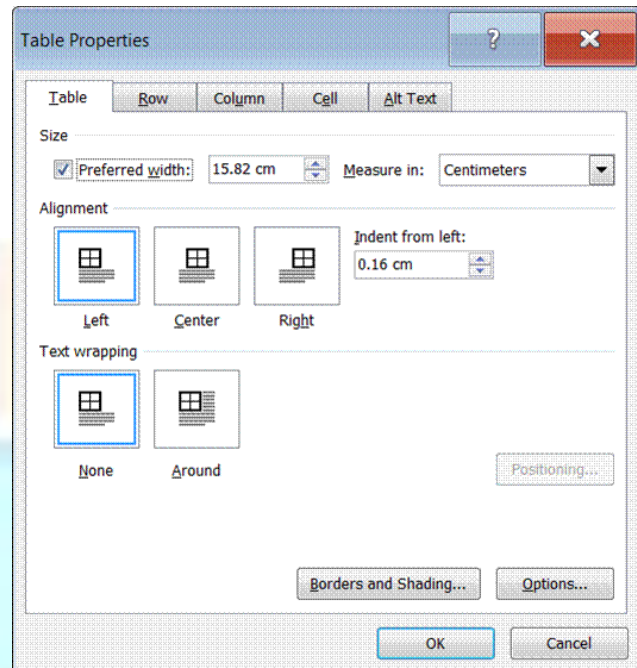 Table Properties
?
Table Row Column Cell Alt Text
Size
Preferred width: 15.82 cm Measure in: Centimeters
Alignment
Indent from left:
0.16 cm
Left Center Right
Text wrapping
None Around Positioning...
Borders and Shading... Options...
OK Cancel